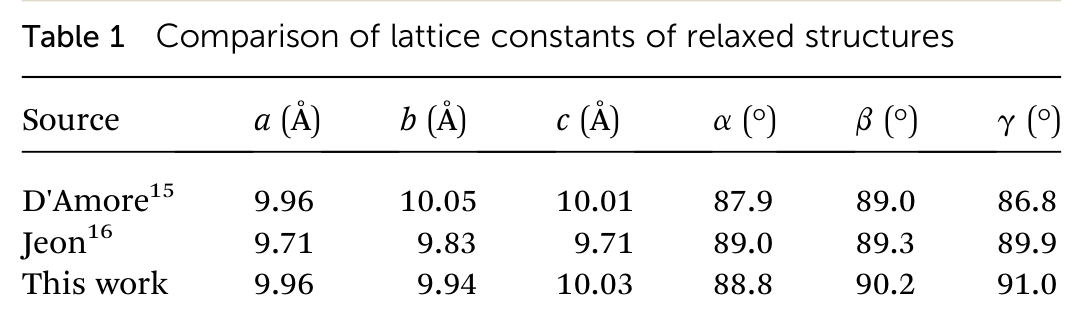 Table 1 Comparison of lattice constants of relaxed structures
Source a (Å) b (Å) c (Å) α (°) β (°) γ (°)
D'Amore¹⁵ 9.96 10.05 10.01 87.9 89.0 86.8
Jeon¹⁶ 9.71 9.83 9.71 89.0 89.3 89.9
This work 9.96 9.94 10.03 88.8 90.2 91.0